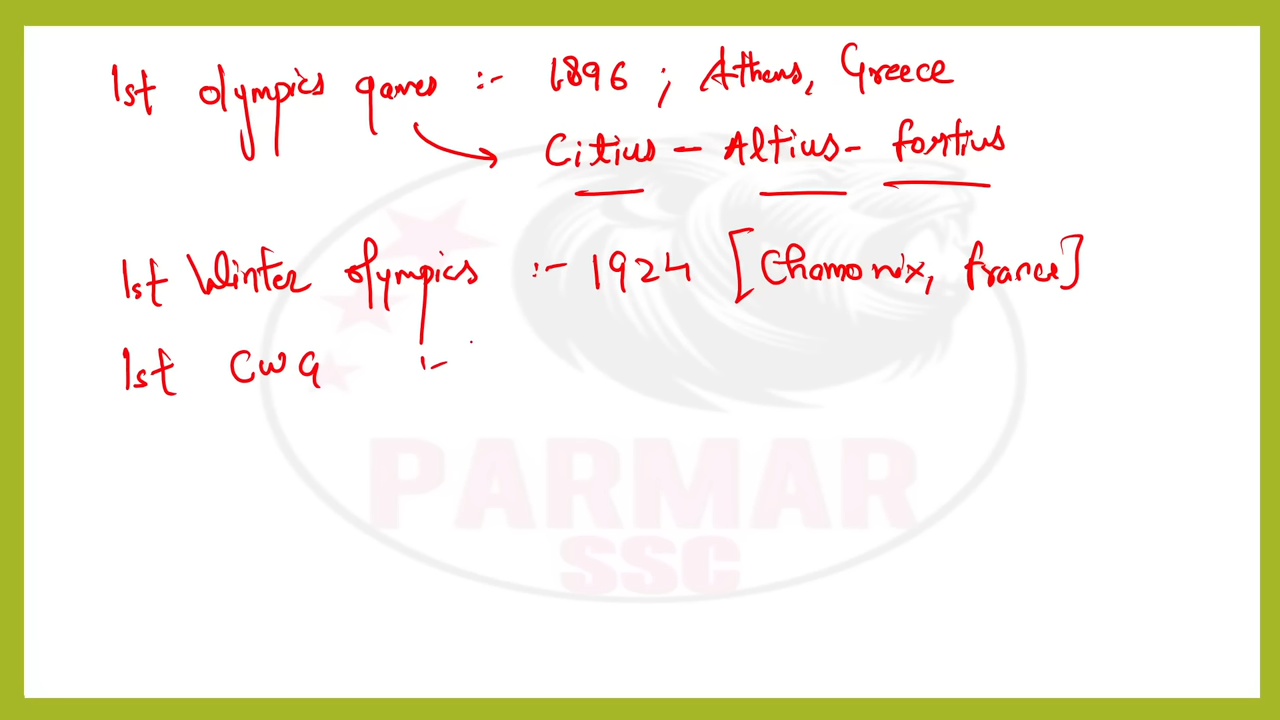 1st olympics games :- 1896 ; Athens, Greece
Citius - Altius - fortius
1st Winter olympics :- 1924 [Chamonix, france]
1st CWG :-
PARMAR
SSC